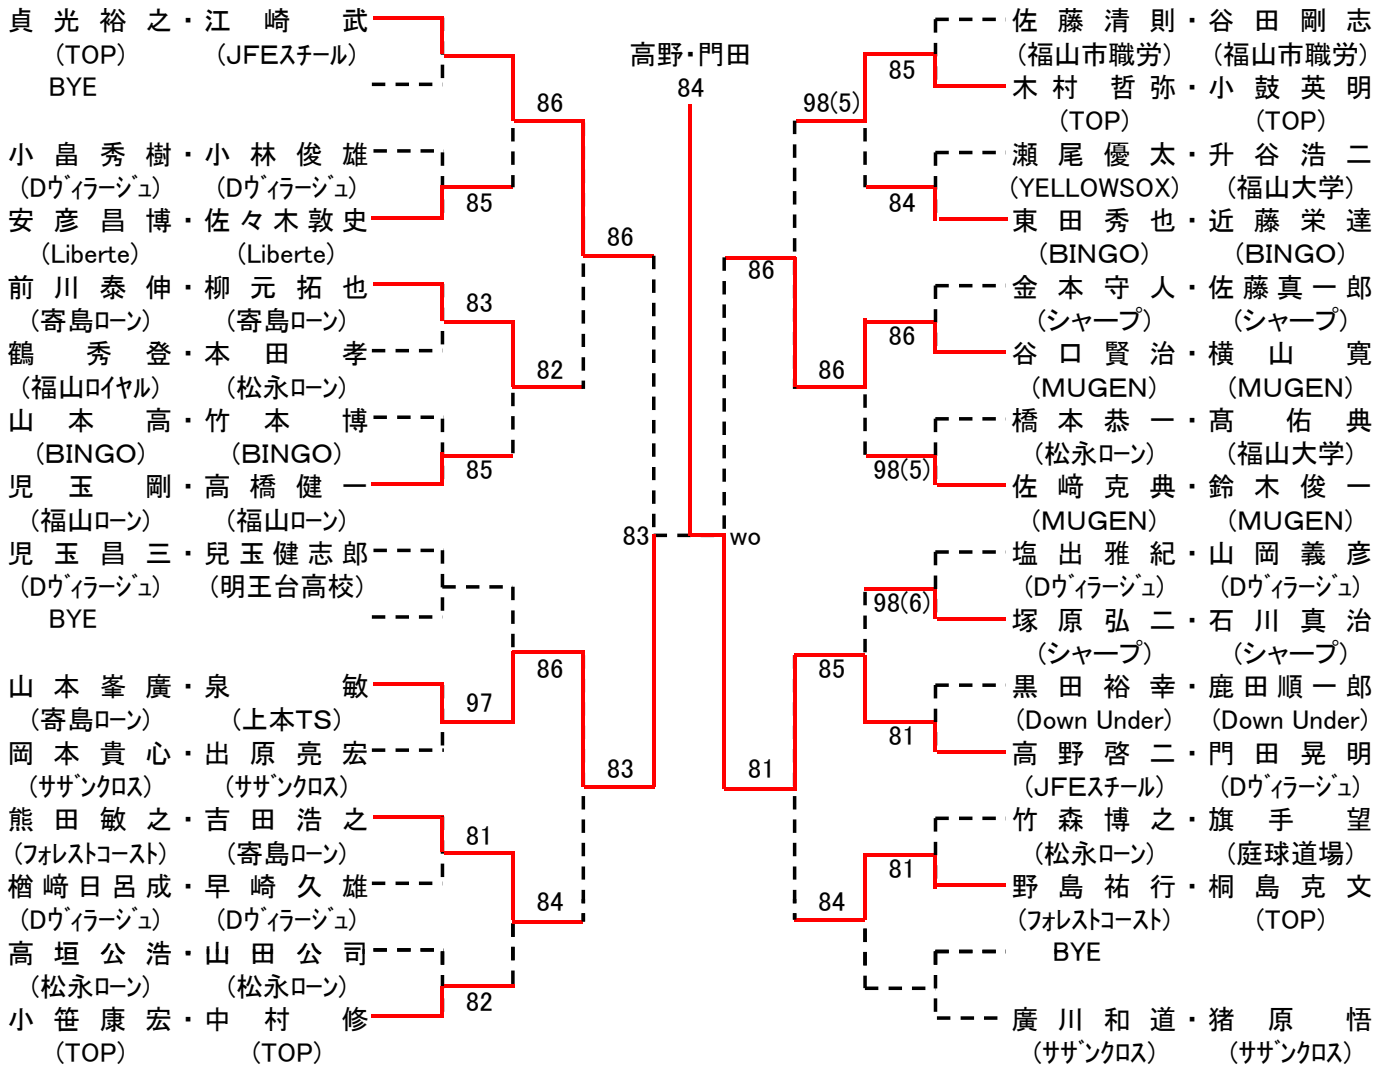 貞光裕之・江崎武
(TOP) (JFEスチール)
BYE
小畠秀樹・小林俊雄
(Dヴィラージュ) (Dヴィラージュ)
安彦昌博・佐々木敦史
(Liberte) (Liberte)
前川泰伸・柳元拓也
(寄島ローン) (寄島ローン)
鶴秀登・本田孝
(福山ロイヤル) (松永ローン)
山本高・竹本博
(BINGO) (BINGO)
児玉剛・高橋健一
(福山ローン) (福山ローン)
児玉昌三・兒玉健志郎
(Dヴィラージュ) (明王台高校)
BYE
山本峯廣・泉敏
(寄島ローン) (上本TS)
岡本貴心・出原亮宏
(サザンクロス) (サザンクロス)
熊田敏之・吉田浩之
(フォレストコースト) (寄島ローン)
楢﨑日呂成・早崎久雄
(Dヴィラージュ) (Dヴィラージュ)
高垣公浩・山田公司
(松永ローン) (松永ローン)
小笹康宏・中村修
(TOP) (TOP)
85
83
85
97
81
82
86
82
86
84
86
83
83
高野・門田
84
wo
86
81
98(5)
86
85
84
85
84
86
98(5)
98(6)
81
81
佐藤清則・谷田剛志
(福山市職労) (福山市職労)
木村哲弥・小鼓英明
(TOP) (TOP)
瀬尾優太・升谷浩二
(YELLOWSOX) (福山大学)
東田秀也・近藤栄達
(BINGO) (BINGO)
金本守人・佐藤真一郎
(シャープ) (シャープ)
谷口賢治・横山寛
(MUGEN) (MUGEN)
橋本恭一・髙佑典
(松永ローン) (福山大学)
佐﨑克典・鈴木俊一
(MUGEN) (MUGEN)
塩出雅紀・山岡義彦
(Dヴィラージュ) (Dヴィラージュ)
塚原弘二・石川真治
(シャープ) (シャープ)
黒田裕幸・鹿田順一郎
(Down Under) (Down Under)
高野啓二・門田晃明
(JFEスチール) (Dヴィラージュ)
竹森博之・旗手望
(松永ローン) (庭球道場)
野島祐行・桐島克文
(フォレストコースト) (TOP)
BYE
廣川和道・猪原悟
(サザンクロス) (サザンクロス)